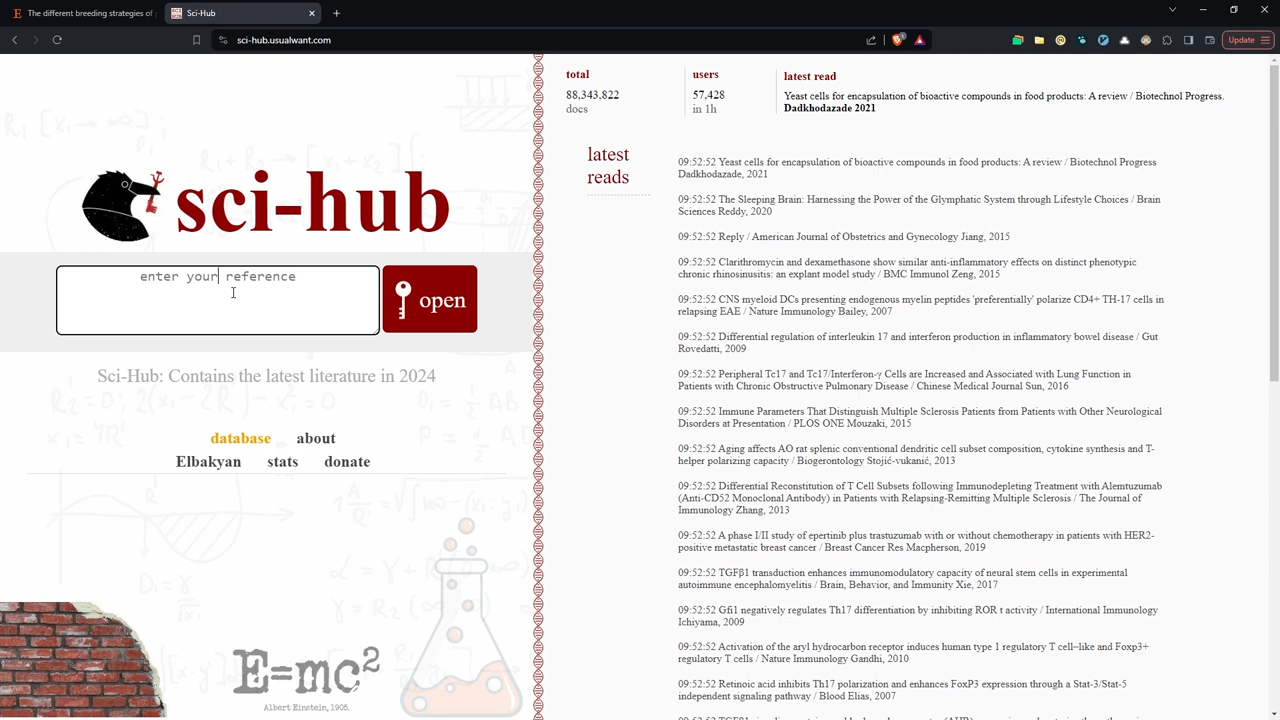 The different breeding strategies of
Sci-Hub
sci-hub.usualwant.com
Update
sci-hub
enter your reference
open
Sci-Hub: Contains the latest literature in 2024
database about
Elbakyan stats donate
E=mc²
Albert Einstein, 1905.
total
88,343,822
docs
users
57,428
in 1h
latest read
Yeast cells for encapsulation of bioactive compounds in food products: A review / Biotechnol Progress.
Dadkhodazade 2021
latest
reads
09:52:52 Yeast cells for encapsulation of bioactive compounds in food products: A review / Biotechnol Progress
Dadkhodazade, 2021
09:52:52 The Sleeping Brain: Harnessing the Power of the Glymphatic System through Lifestyle Choices / Brain
Sciences Reddy, 2020
09:52:52 Reply / American Journal of Obstetrics and Gynecology Jiang, 2015
09:52:52 Clarithromycin and dexamethasone show similar anti-inflammatory effects on distinct phenotypic
chronic rhinosinusitis: an explant model study / BMC Immunol Zeng, 2015
09:52:52 CNS myeloid DCs presenting endogenous myelin peptides 'preferentially' polarize CD4+ TH-17 cells in
relapsing EAE / Nature Immunology Bailey, 2007
09:52:52 Differential regulation of interleukin 17 and interferon production in inflammatory bowel disease / Gut
Rovedatti, 2009
09:52:52 Peripheral Tc17 and Tc17/Interferon-γ Cells are Increased and Associated with Lung Function in
Patients with Chronic Obstructive Pulmonary Disease / Chinese Medical Journal Sun, 2016
09:52:52 Immune Parameters That Distinguish Multiple Sclerosis Patients from Patients with Other Neurological
Disorders at Presentation / PLOS ONE Mouzaki, 2015
09:52:52 Aging affects AO rat splenic conventional dendritic cell subset composition, cytokine synthesis and T-
helper polarizing capacity / Biogerontology Stojić-vukanić, 2013
09:52:52 Differential Reconstitution of T Cell Subsets following Immunodepleting Treatment with Alemtuzumab
(Anti-CD52 Monoclonal Antibody) in Patients with Relapsing-Remitting Multiple Sclerosis / The Journal of
Immunology Zhang, 2013
09:52:52 A phase I/II study of epertinib plus trastuzumab with or without chemotherapy in patients with HER2-
positive metastatic breast cancer / Breast Cancer Res Macpherson, 2019
09:52:52 TGFβ1 transduction enhances immunomodulatory capacity of neural stem cells in experimental
autoimmune encephalomyelitis / Brain, Behavior, and Immunity Xie, 2017
09:52:52 Gfi1 negatively regulates Th17 differentiation by inhibiting ROR t activity / International Immunology
Ichiyama, 2009
09:52:52 Activation of the aryl hydrocarbon receptor induces human type 1 regulatory T cell–like and Foxp3+
regulatory T cells / Nature Immunology Gandhi, 2010
09:52:52 Retinoic acid inhibits Th17 polarization and enhances FoxP3 expression through a Stat-3/Stat-5
independent signaling pathway / Blood Elias, 2007